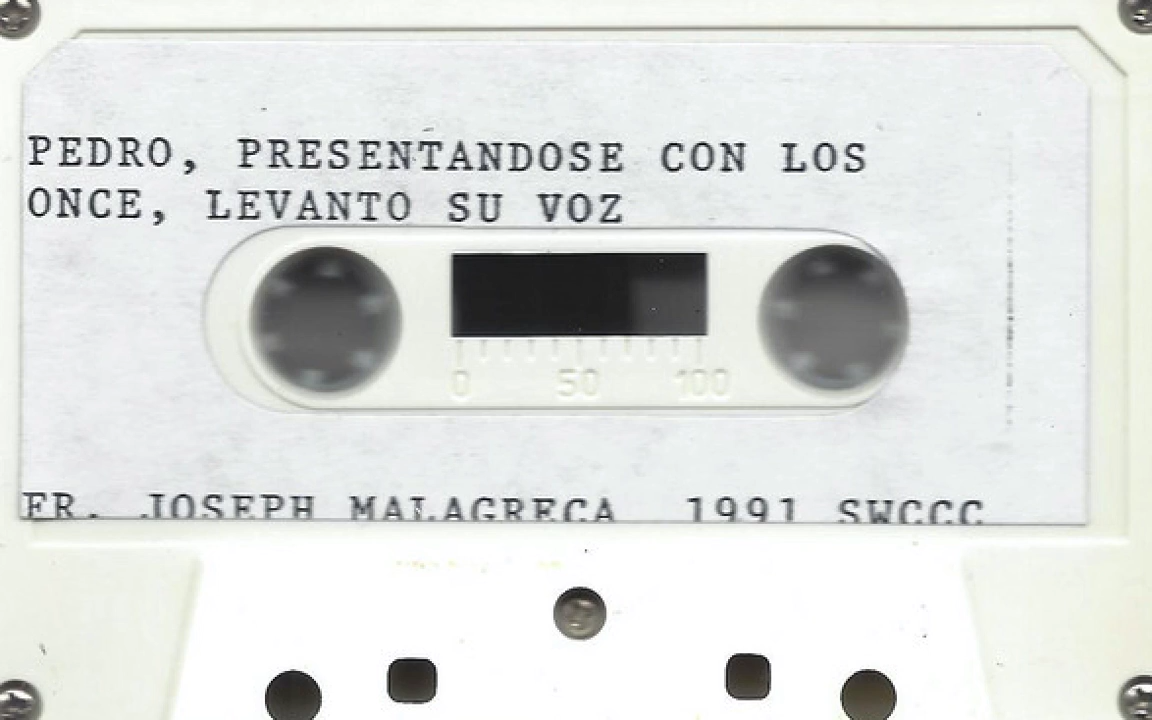 PEDRO, PRESENTANDOSE CON LOS
ONCE, LEVANTO SU VOZ
0 50 100
FR. JOSEPH MALAGRECA 1991 SWCCC